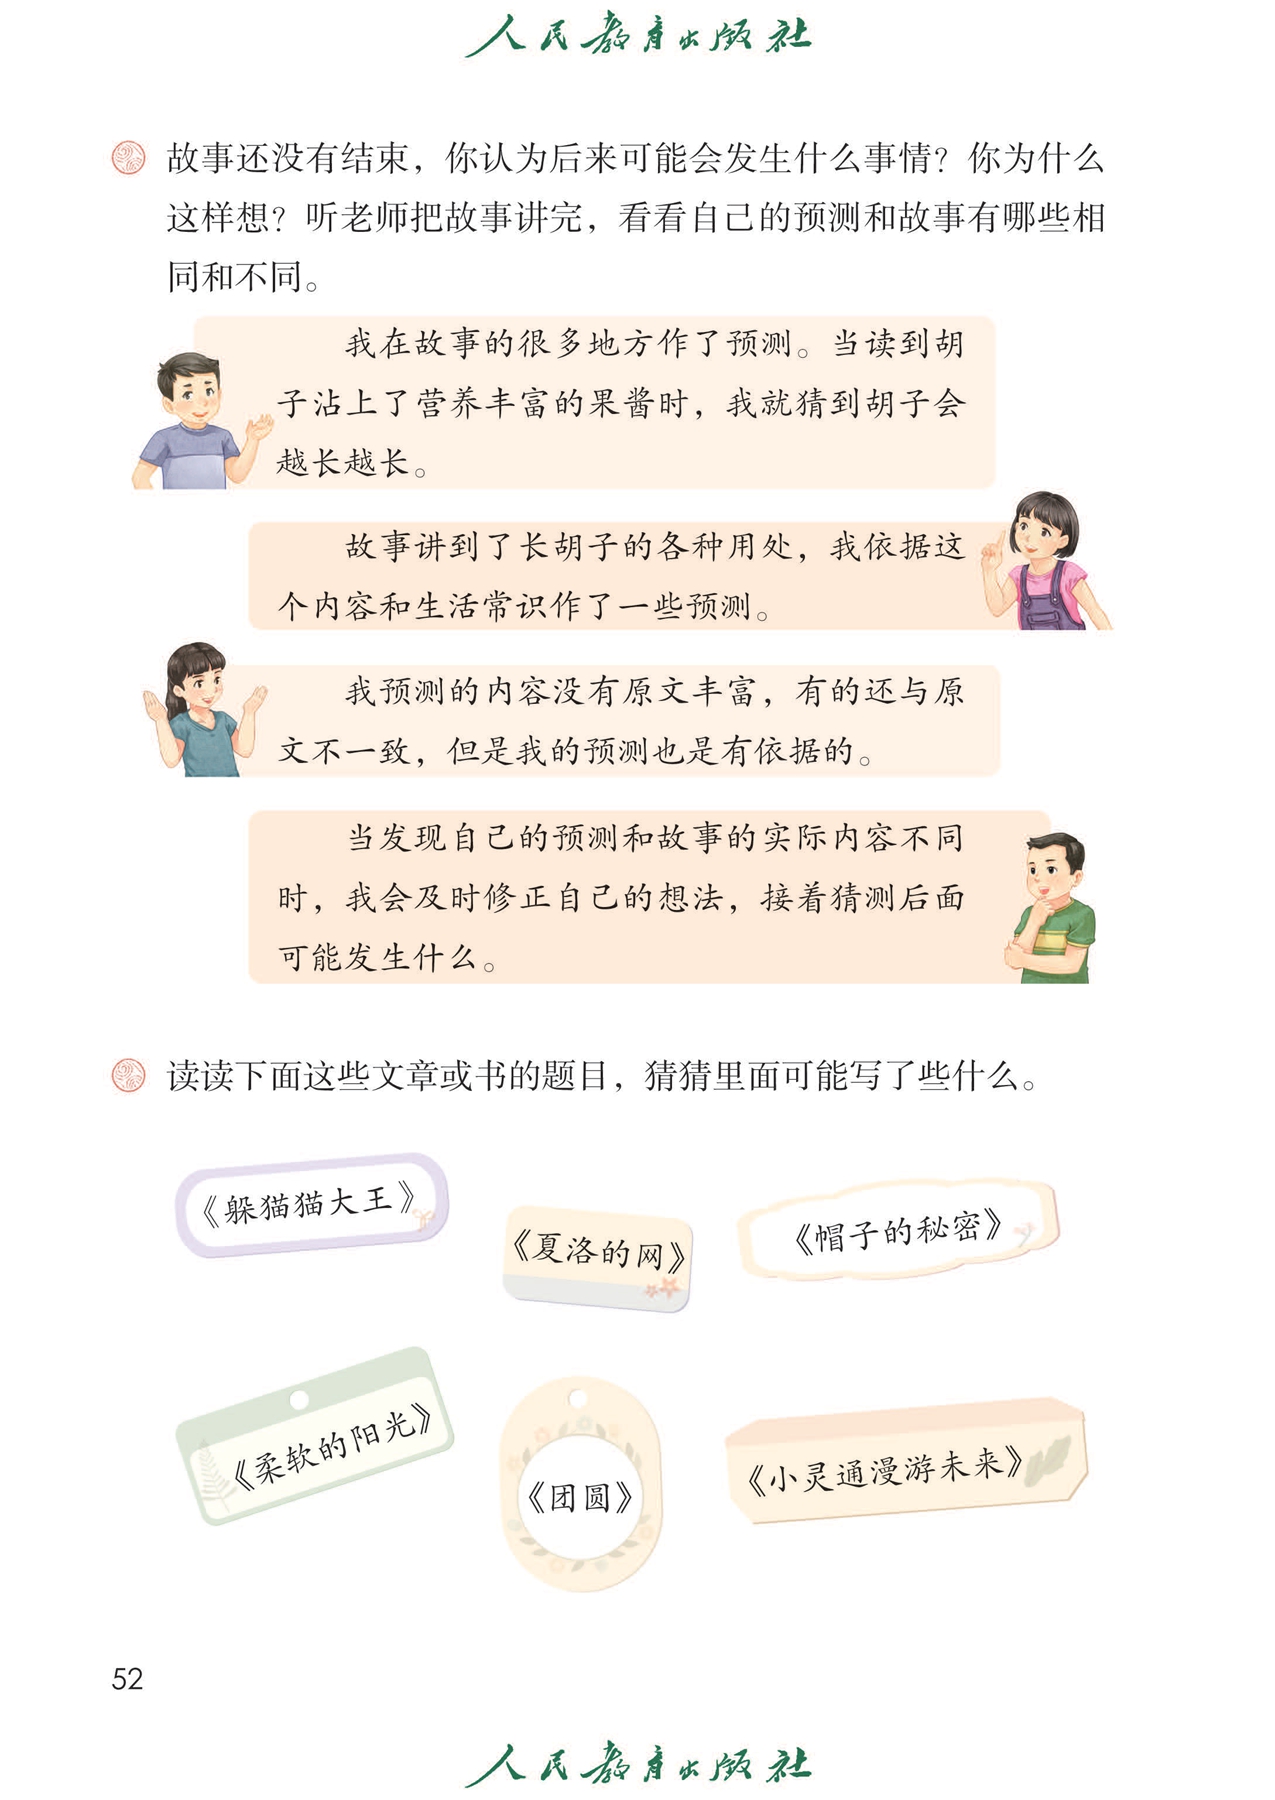 人民教育出版社
故事还没有结束，你认为后来可能会发生什么事情？你为什么
这样想？听老师把故事讲完，看看自己的预测和故事有哪些相
同和不同。
我在故事的很多地方作了预测。当读到胡
子沾上了营养丰富的果酱时，我就猜到胡子会
越长越长。
故事讲到了长胡子的各种用处，我依据这
个内容和生活常识作了一些预测。
我预测的内容没有原文丰富，有的还与原
文不一致，但是我的预测也是有依据的。
当发现自己的预测和故事的实际内容不同
时，我会及时修正自己的想法，接着猜测后面
可能发生什么。
读读下面这些文章或书的题目，猜猜里面可能写了些什么。
《躲猫猫大王》
《夏洛的网》
《帽子的秘密》
《柔软的阳光》
《团圆》
《小灵通漫游未来》
52
人民教育出版社